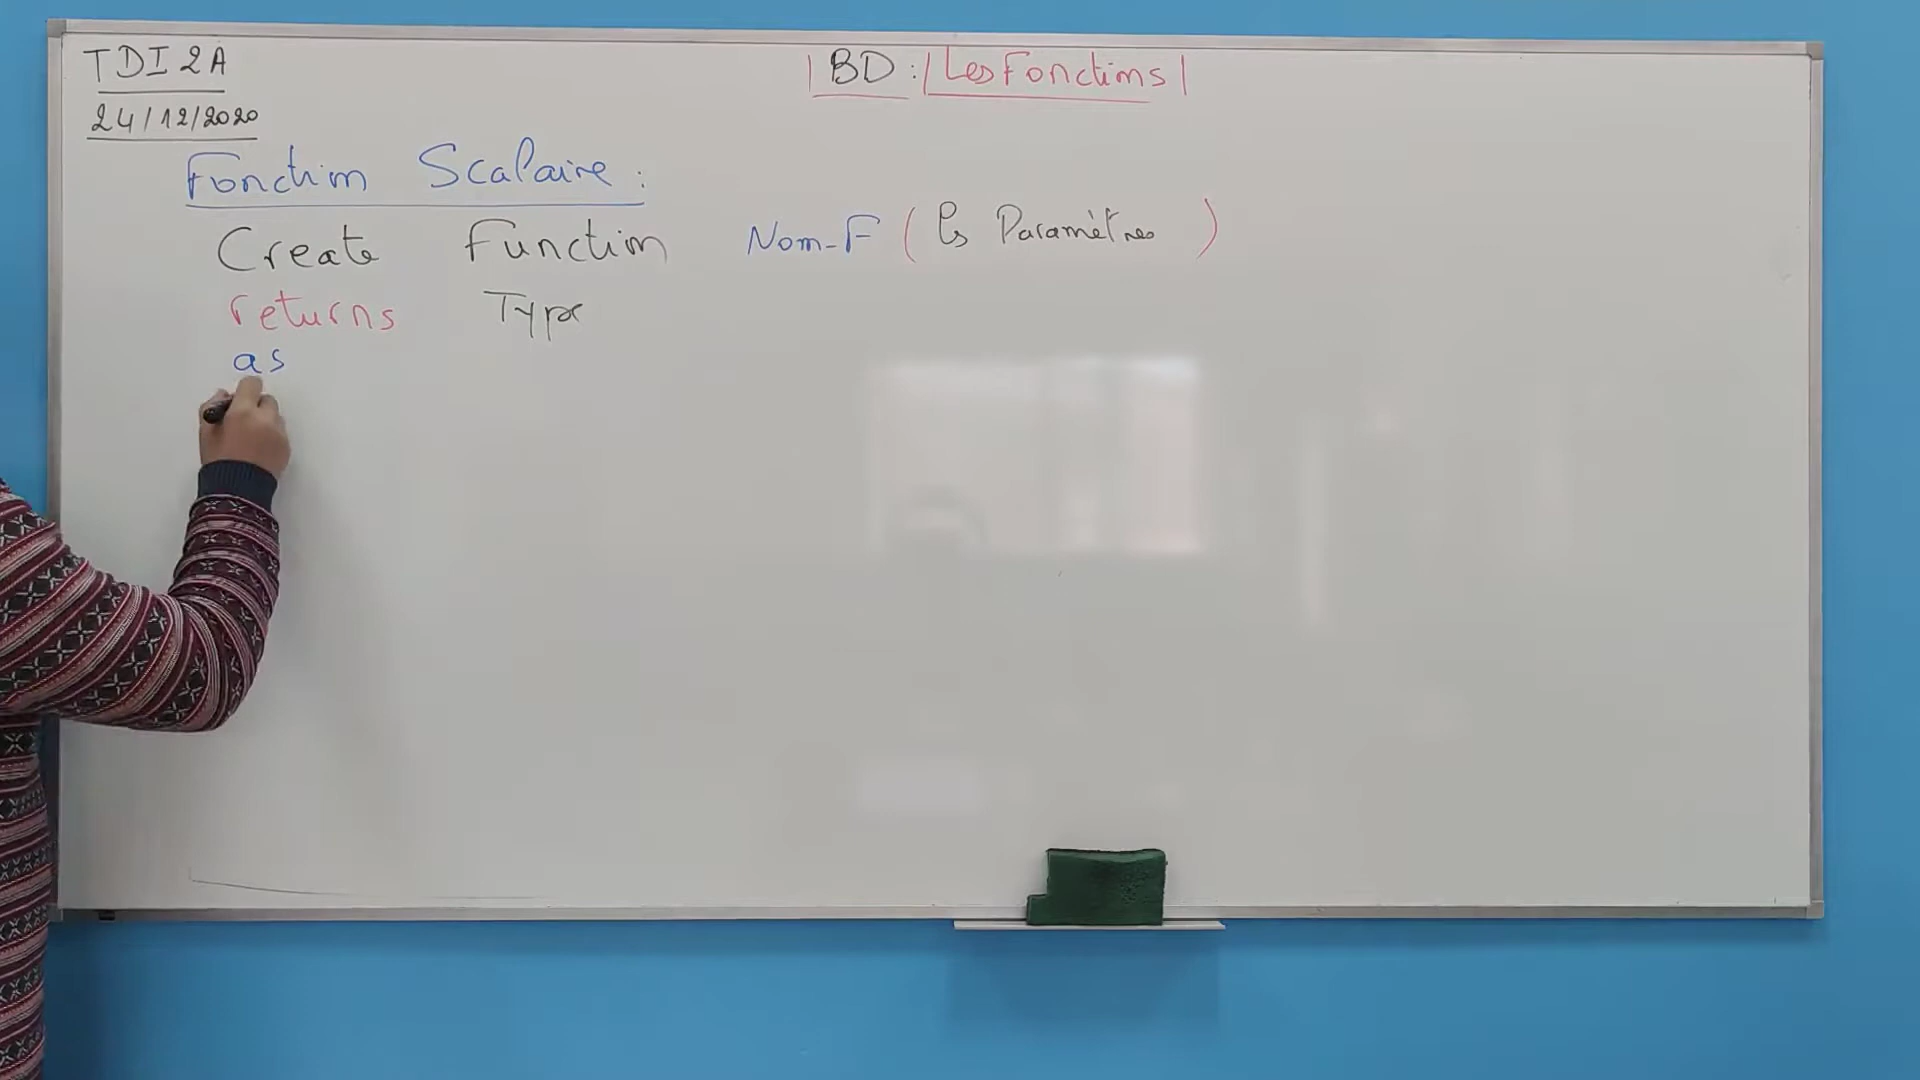 TDI 2A
24/12/2020
|BD:|Les Fonctions|
Fonction Scalaire:
Create Function Nom-F (les Paramètres )
returns Type
as